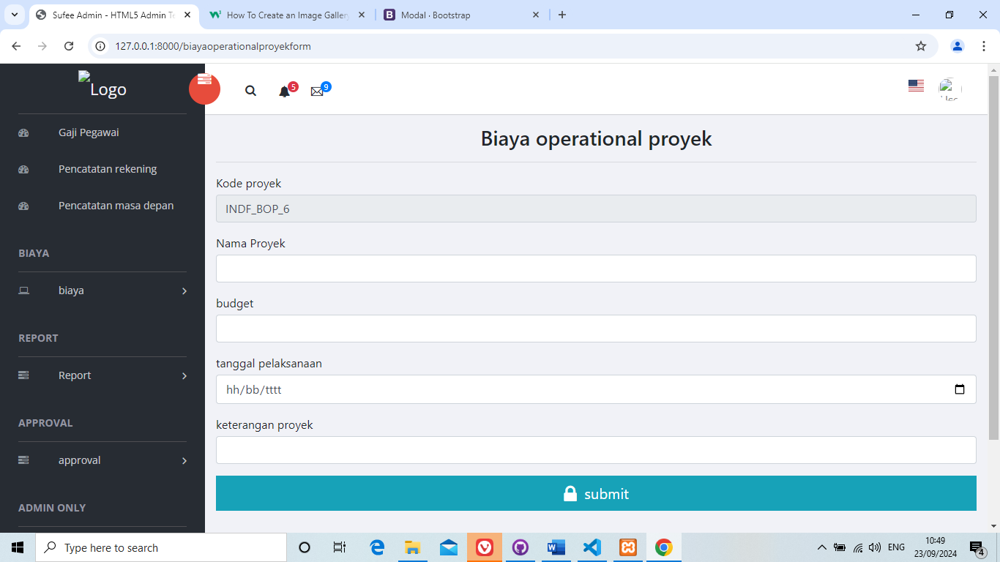 Sufee Admin - HTML5 Admin Te
How To Create an Image Gallery
Modal · Bootstrap
127.0.0.1:8000/biayaoperationalproyekform
Logo
5
9
Gaji Pegawai
Pencatatan rekening
Pencatatan masa depan
BIAYA
biaya
REPORT
Report
APPROVAL
approval
ADMIN ONLY
Biaya operational proyek
Kode proyek
INDF_BOP_6
Nama Proyek
budget
tanggal pelaksanaan
hh/bb/tttt
keterangan proyek
submit
Type here to search
ENG
10:49
23/09/2024
4